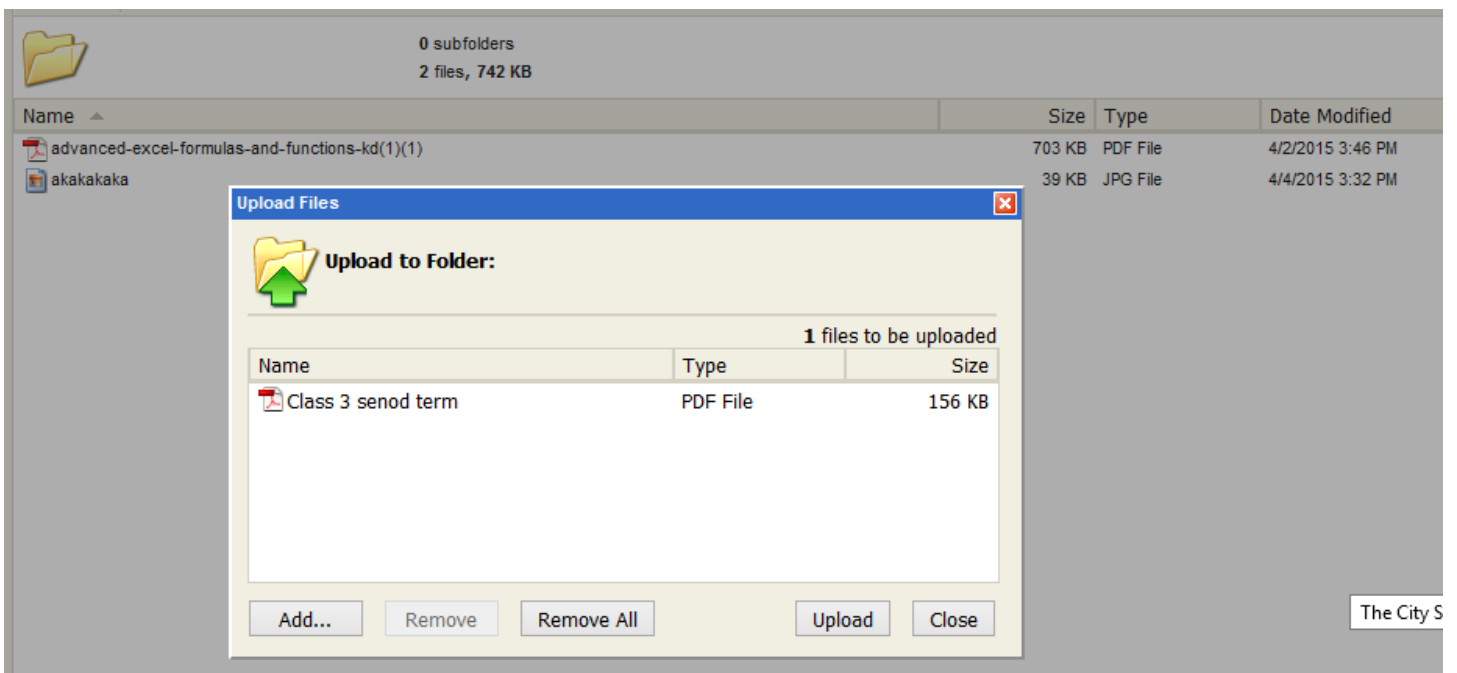 0 subfolders
2 files, 742 KB
Name Size Type Date Modified
advanced-excel-formulas-and-functions-kd(1)(1) 703 KB PDF File 4/2/2015 3:46 PM
akakakaka 39 KB JPG File 4/4/2015 3:32 PM
Upload Files
Upload to Folder:
1 files to be uploaded
Name Type Size
Class 3 senod term PDF File 156 KB
Add... Remove Remove All Upload Close
The City S